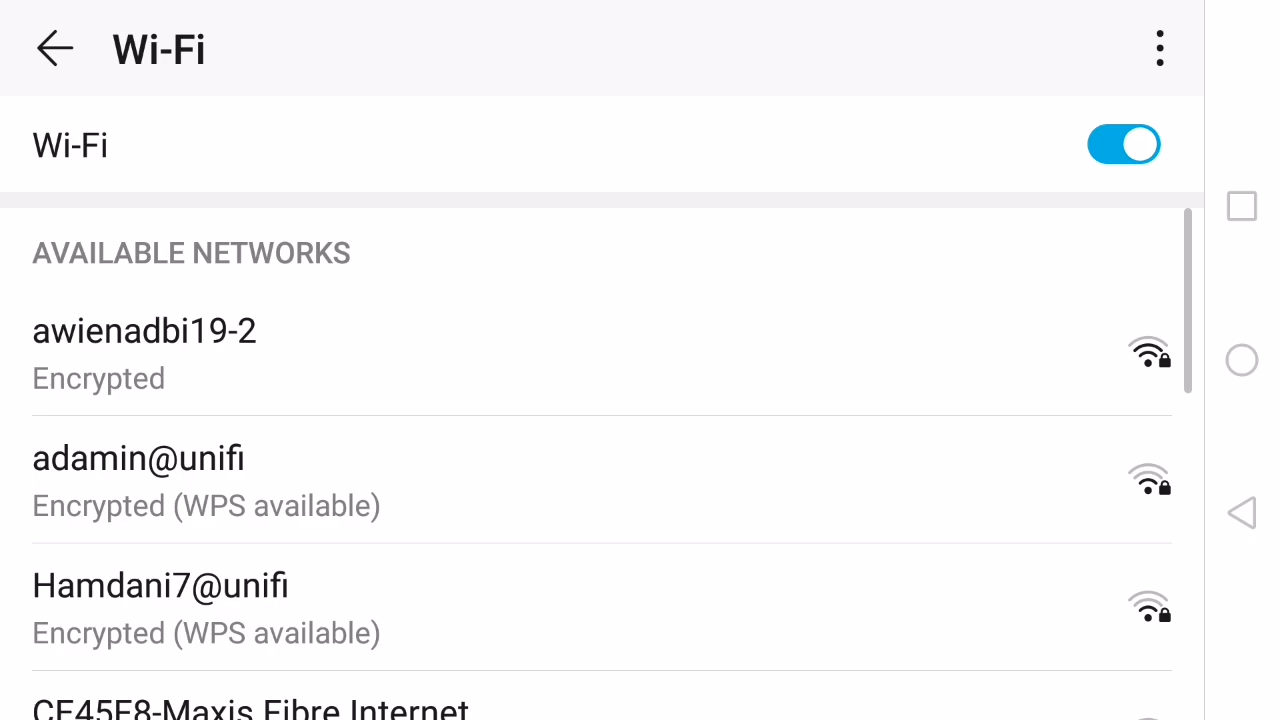 Wi-Fi
Wi-Fi
AVAILABLE NETWORKS
awienadbi19-2
Encrypted
adamin@unifi
Encrypted (WPS available)
Hamdani7@unifi
Encrypted (WPS available)
CE45E8-Maxis Fibre Internet